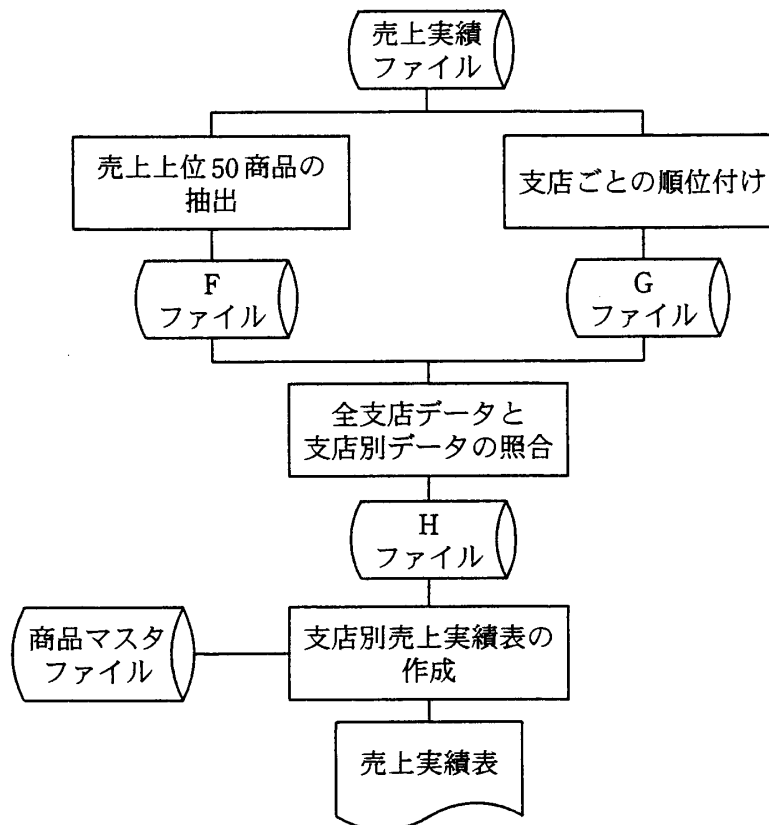 売上実績
ファイル
売上上位50商品の
抽出
支店ごとの順位付け
F
ファイル
G
ファイル
全支店データと
支店別データの照合
H
ファイル
商品マスタ
ファイル
支店別売上実績表の
作成
売上実績表